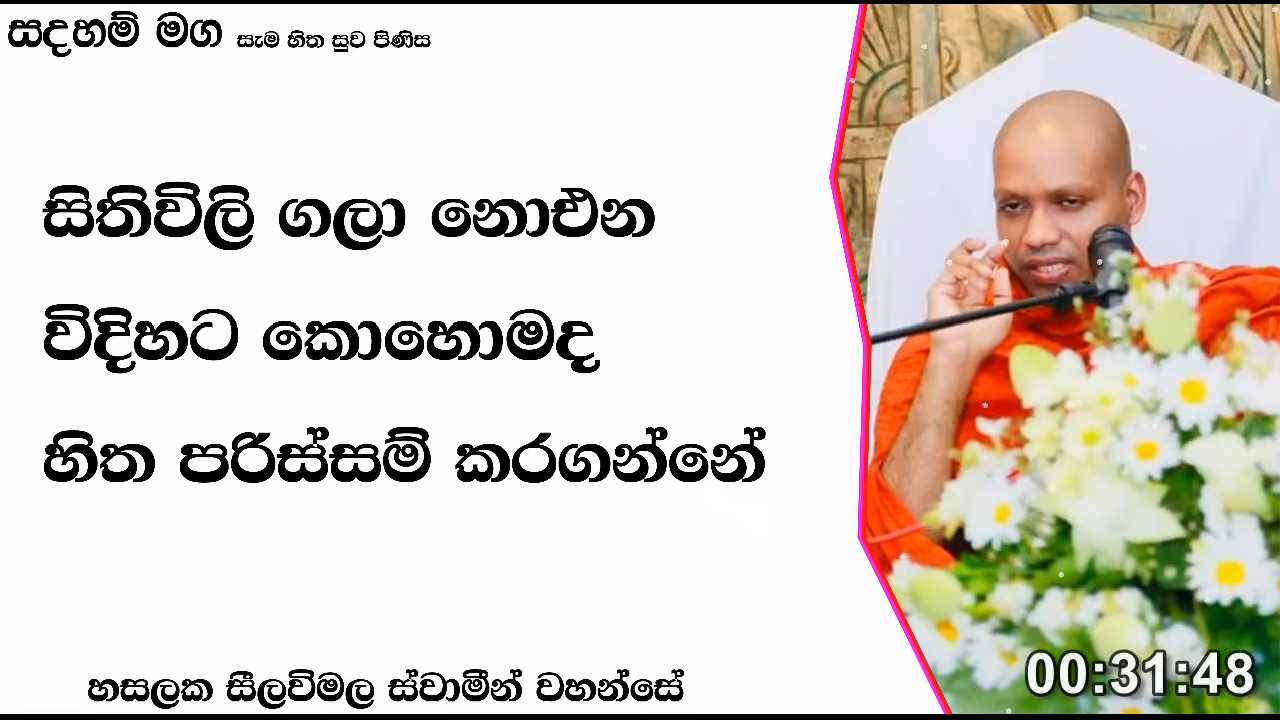 සදහම් මග සැම හිත සුව පිණිස
සිතිවිලි ගලා නොඑන
විදිහට කොහොමද
හිත පරිස්සම් කරගන්නේ
හසලක සීලවිමල ස්වාමීන් වහන්සේ
00:31:48